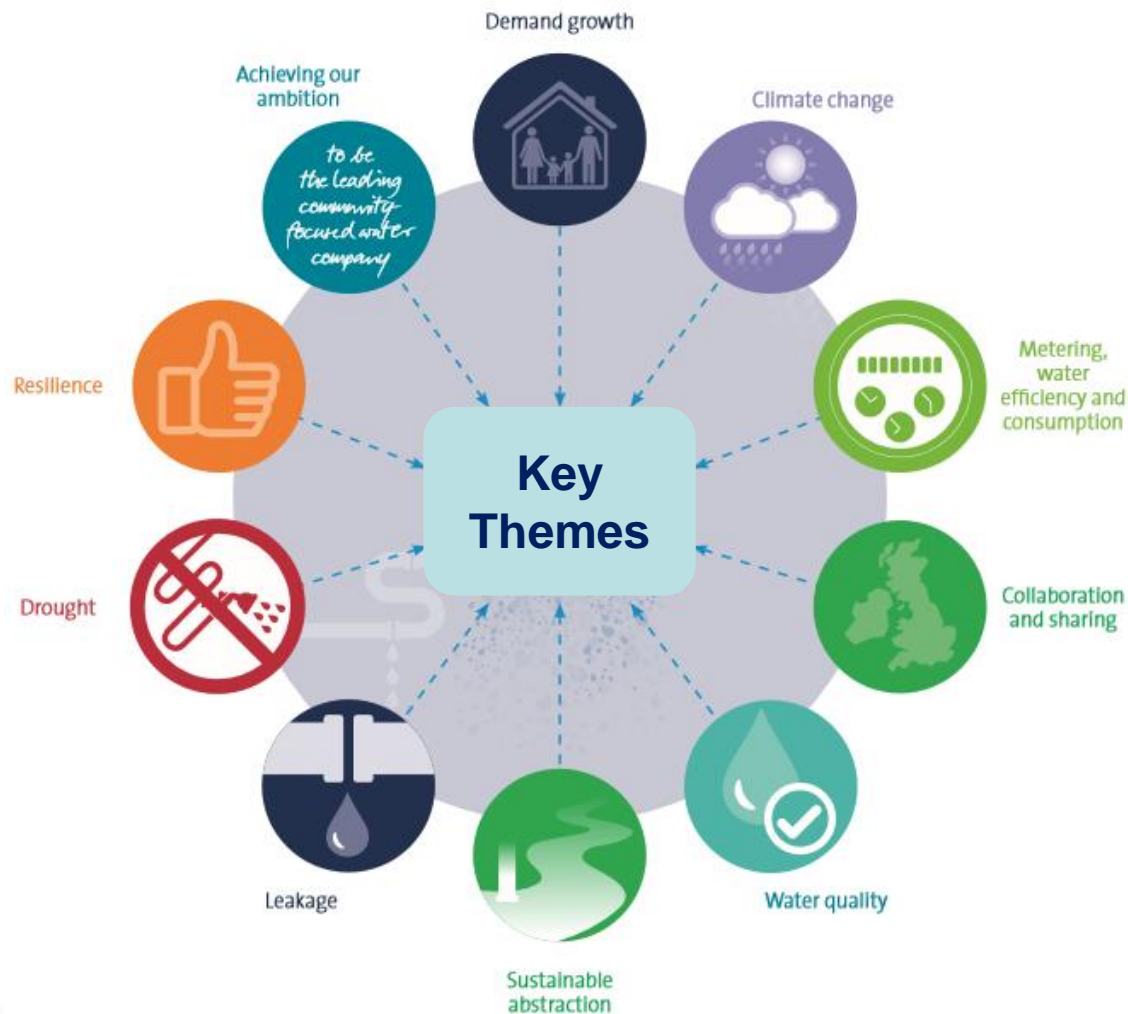 Demand growth
Achieving our
ambition
Climate change
to be
the leading
community
focused water
company
Resilience
Metering,
water
efficiency and
consumption
Key
Themes
Drought
Collaboration
and sharing
Leakage
Water quality
Sustainable
abstraction